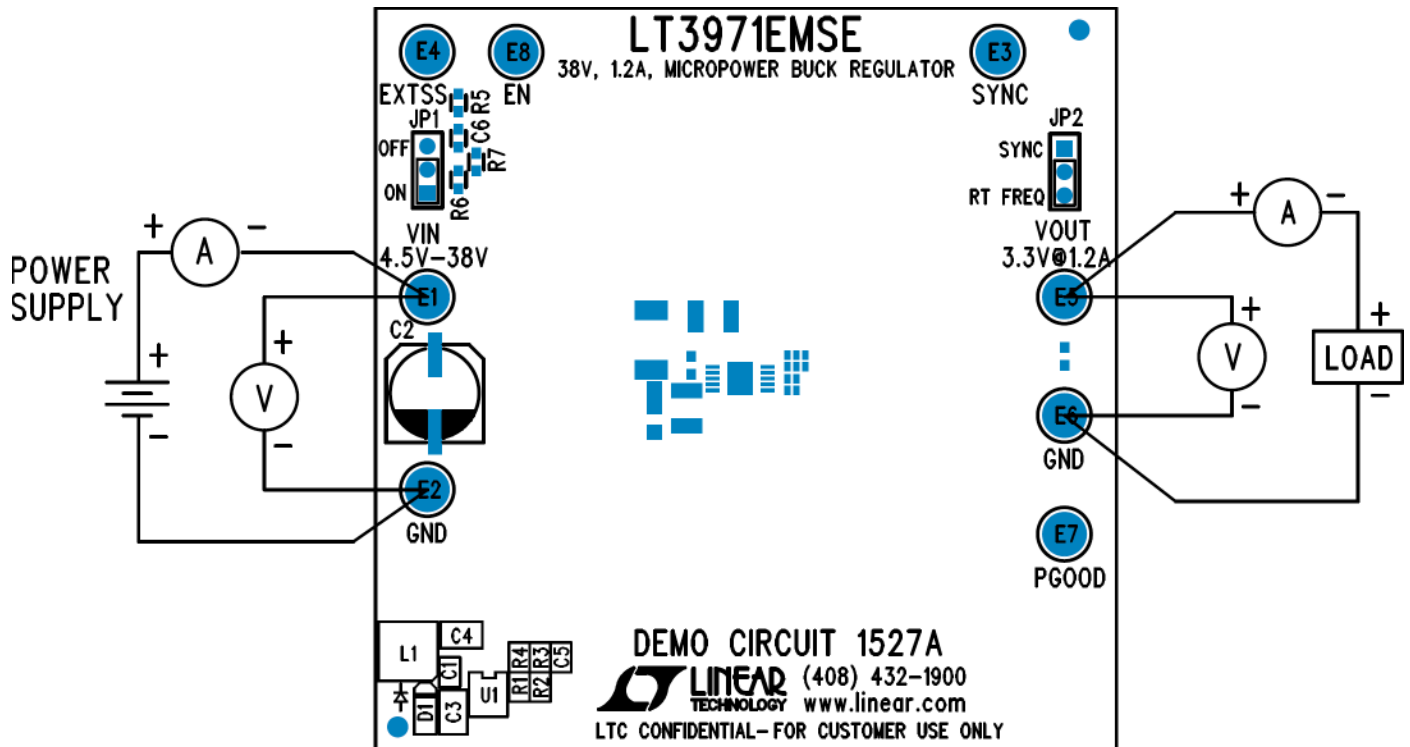 LT3971EMSE
38V, 1.2A, MICROPOWER BUCK REGULATOR
E4
EXTSS
E8
EN
E3
SYNC
JP1
OFF
ON
R5
C6
R7
R6
JP2
SYNC
RT FREQ
VIN
4.5V-38V
VOUT
3.3V@1.2A
POWER
SUPPLY
+ A -
+
-
+
V
-
E1
C2
E2
GND
E5
E6
GND
+ A -
+
V
-
+
LOAD
-
E7
PGOOD
L1
C4
C1
D1
C3
U1
R4
R3
C5
R1
R2
DEMO CIRCUIT 1527A
LINEAR
TECHNOLOGY
(408) 432-1900
www.linear.com
LTC CONFIDENTIAL-FOR CUSTOMER USE ONLY